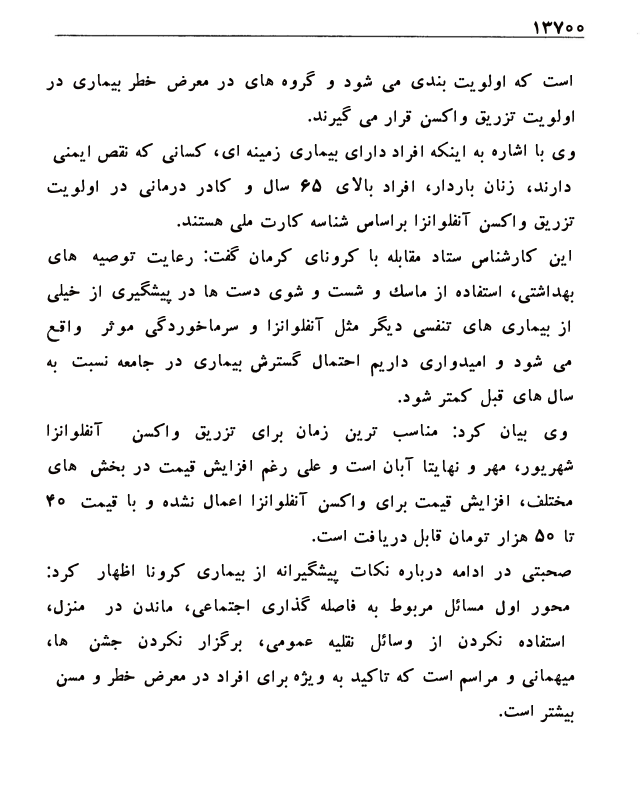 ۱۳۷۰۰
است که اولویت بندی می شود و گروه های در معرض خطر بیماری در
اولویت تزریق واکسن قرار می گیرند.
وی با اشاره به اینکه افراد دارای بیماری زمینه ای، کسانی که نقص ایمنی
دارند، زنان باردار، افراد بالای ۶۵ سال و کادر درمانی در اولویت
تزریق واکسن آنفلوانزا براساس شناسه کارت ملی هستند.
این کارشناس ستاد مقابله با کرونای کرمان گفت: رعایت توصیه های
بهداشتی، استفاده از ماسك و شست و شوی دست ها در پیشگیری از خیلی
از بیماری های تنفسی دیگر مثل آنفلوانزا و سرماخوردگی موثر واقع
می شود و امیدواری داریم احتمال گسترش بیماری در جامعه نسبت به
سال های قبل کمتر شود.
وی بیان کرد: مناسب ترین زمان برای تزریق واکسن آنفلوانزا
شهریور، مهر و نهایتا آبان است و علی رغم افزایش قیمت در بخش های
مختلف، افزایش قیمت برای واکسن آنفلوانزا اعمال نشده و با قیمت ۴۰
تا ۵۰ هزار تومان قابل دریافت است.
صحبتی در ادامه درباره نکات پیشگیرانه از بیماری کرونا اظهار کرد:
محور اول مسائل مربوط به فاصله گذاری اجتماعی، ماندن در منزل،
استفاده نکردن از وسائل نقلیه عمومی، برگزار نکردن جشن ها،
میهمانی و مراسم است که تاکید به ویژه برای افراد در معرض خطر و مسن
بیشتر است.